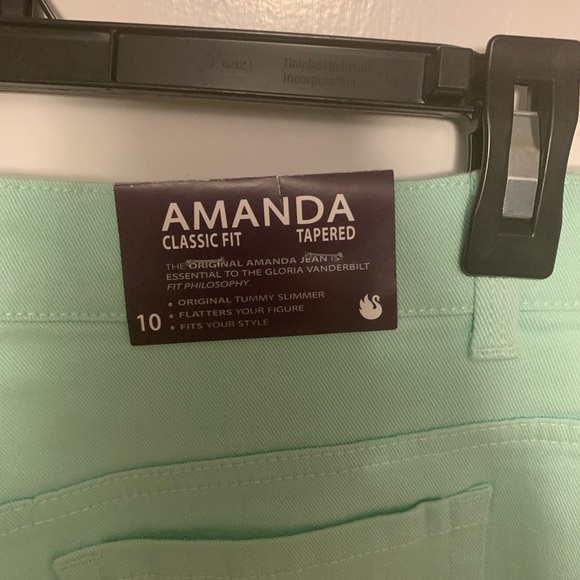 Incorporation
AMANDA
CLASSIC FIT TAPERED
THE ORIGINAL AMANDA JEAN IS
ESSENTIAL TO THE GLORIA VANDERBILT
FIT PHILOSOPHY.
• ORIGINAL TUMMY SLIMMER
• FLATTERS YOUR FIGURE
10 • FITS YOUR STYLE